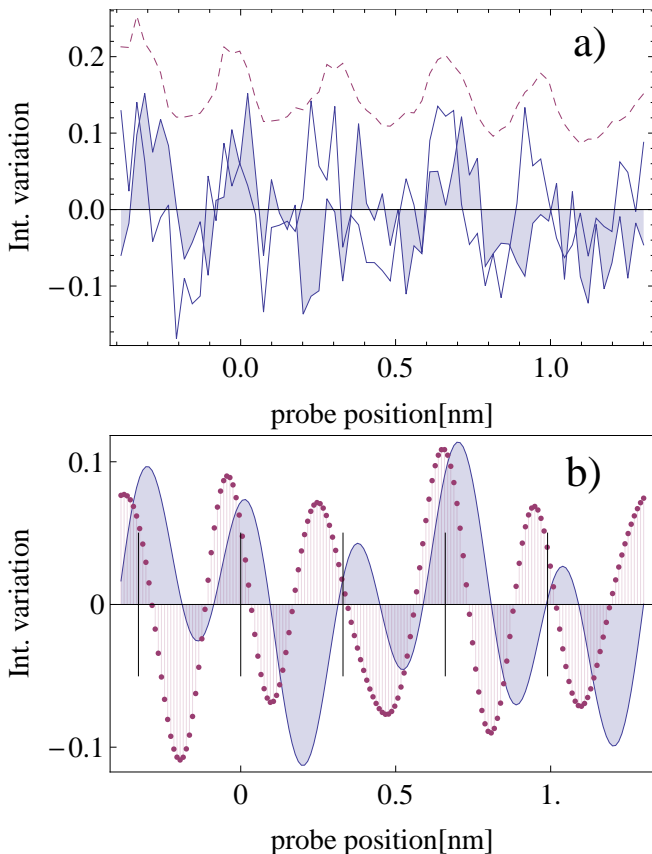 a)
Int. variation
0.2
0.1
0.0
−0.1
0.0 0.5 1.0
probe position[nm]
b)
Int. variation
0.1
0
−0.1
0 0.5 1.
probe position[nm]